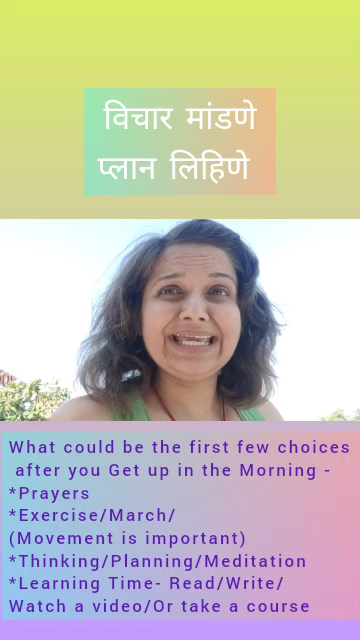 विचार मांडणे
प्लान लिहिणे
What could be the first few choices
after you Get up in the Morning -
*Prayers
*Exercise/March/
(Movement is important)
*Thinking/Planning/Meditation
*Learning Time- Read/Write/
Watch a video/Or take a course